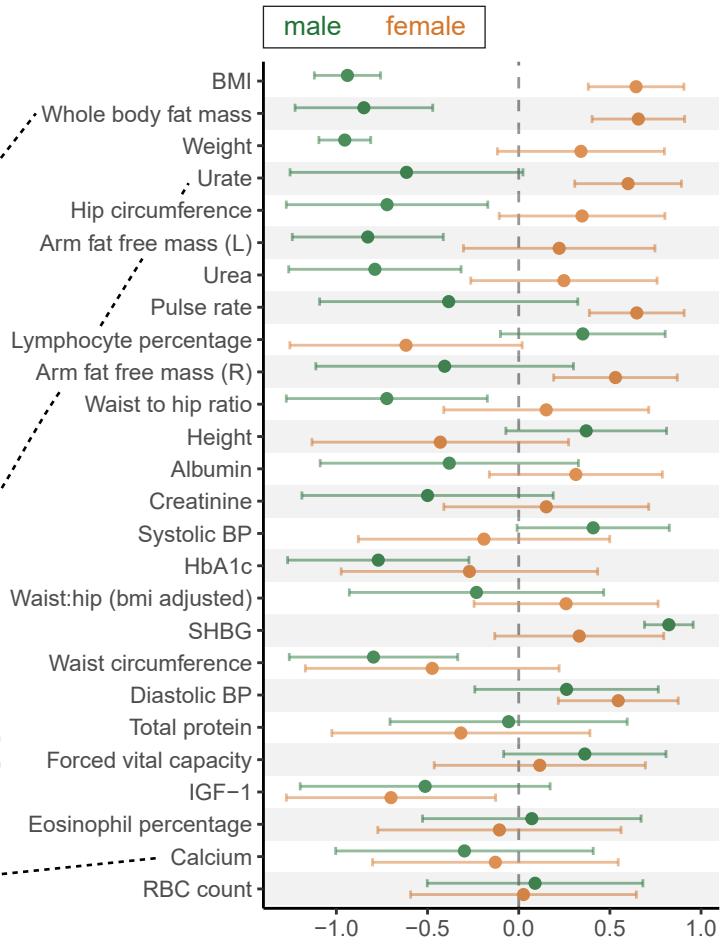 male female
BMI
Whole body fat mass
Weight
Urate
Hip circumference
Arm fat free mass (L)
Urea
Pulse rate
Lymphocyte percentage
Arm fat free mass (R)
Waist to hip ratio
Height
Albumin
Creatinine
Systolic BP
HbA1c
Waist:hip (bmi adjusted)
SHBG
Waist circumference
Diastolic BP
Total protein
Forced vital capacity
IGF−1
Eosinophil percentage
Calcium
RBC count
−1.0 −0.5 0.0 0.5 1.0